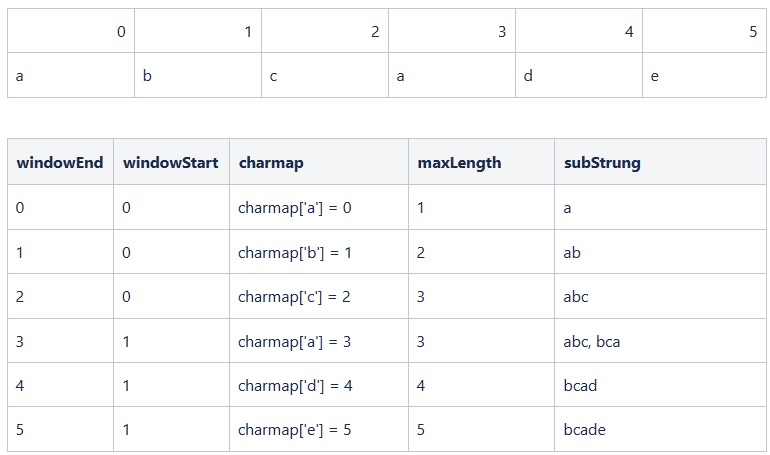 0 1 2 3 4 5
a b c a d e
windowEnd windowStart charmap maxLength subStrung
0 0 charmap['a'] = 0 1 a
1 0 charmap['b'] = 1 2 ab
2 0 charmap['c'] = 2 3 abc
3 1 charmap['a'] = 3 3 abc, bca
4 1 charmap['d'] = 4 4 bcad
5 1 charmap['e'] = 5 5 bcade